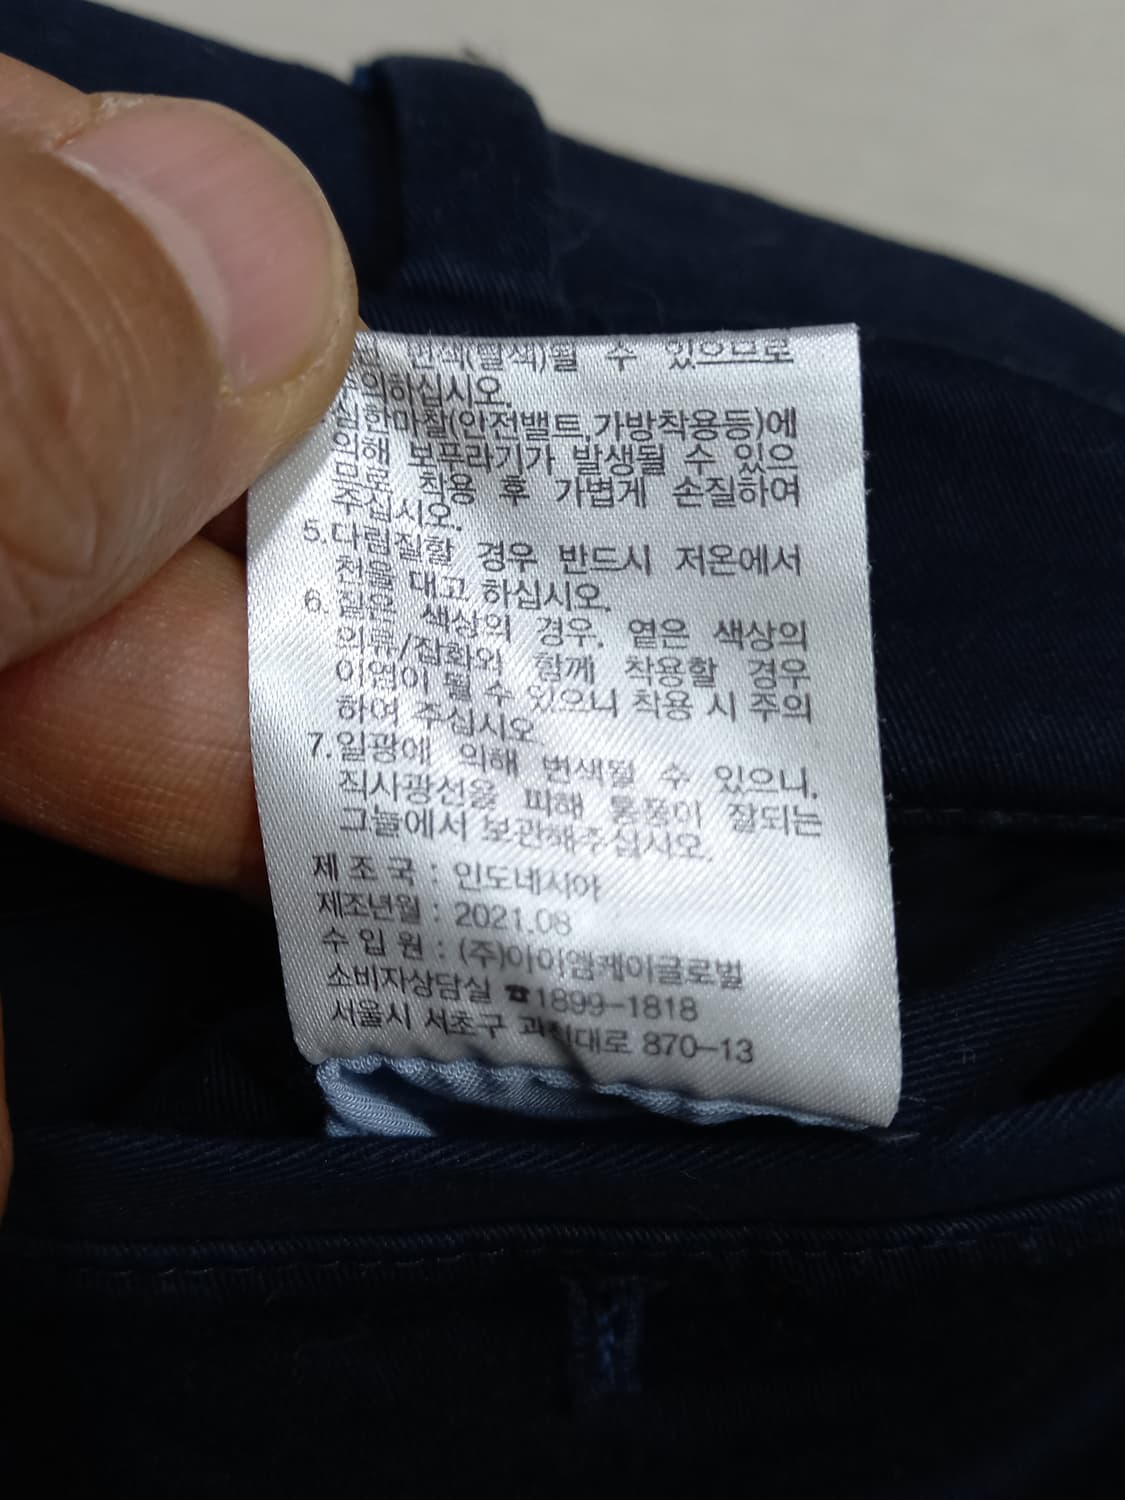 변색(탈색)될 수 있으므로
주의하십시오.
심한마찰(안전밸트,가방착용등)에
의해 보푸라기가 발생될 수 있으
므로 착용 후 가볍게 손질하여
주십시오.
5.다림질할 경우 반드시 저온에서
천을 대고 하십시오.
6.짙은 색상의 경우, 옅은 색상의
의류/잡화와 함께 착용할 경우
이염이 될 수 있으니 착용 시 주의
하여 주십시오
7.일광에 의해 변색될 수 있으니,
직사광선을 피해 통풍이 잘되는
그늘에서 보관해주십시오.
제 조 국 : 인도네시아
제조년월 : 2021.08
수 입 원 : (주)아이엠케이글로벌
소비자상담실 ☎1899-1818
서울시 서초구 과천대로 870-13